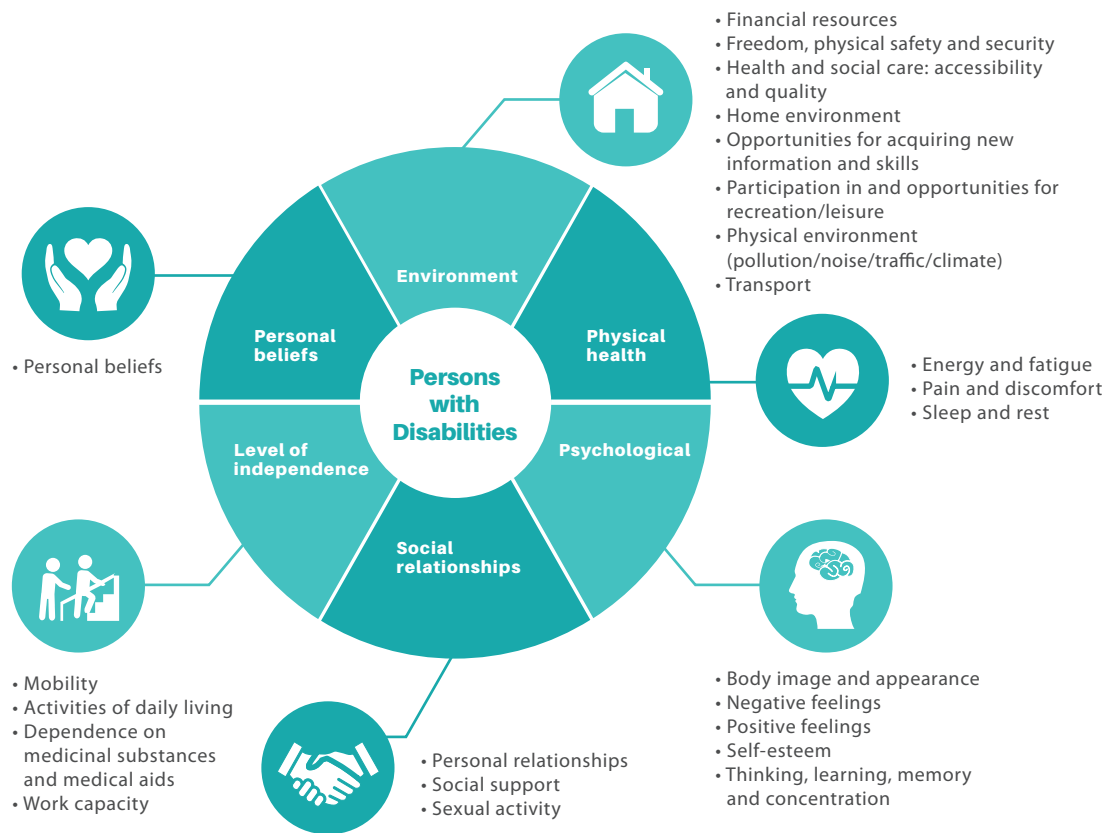 • Financial resources
• Freedom, physical safety and security
• Health and social care: accessibility
and quality
• Home environment
• Opportunities for acquiring new
information and skills
• Participation in and opportunities for
recreation/leisure
• Physical environment
(pollution/noise/traffic/climate)
• Transport
Environment
Personal
beliefs
Physical
health
• Personal beliefs
Persons
with
Disabilities
• Energy and fatigue
• Pain and discomfort
• Sleep and rest
Level of
independence
Psychological
Social
relationships
• Mobility
• Activities of daily living
• Dependence on
medicinal substances
and medical aids
• Work capacity
• Personal relationships
• Social support
• Sexual activity
• Body image and appearance
• Negative feelings
• Positive feelings
• Self-esteem
• Thinking, learning, memory
and concentration